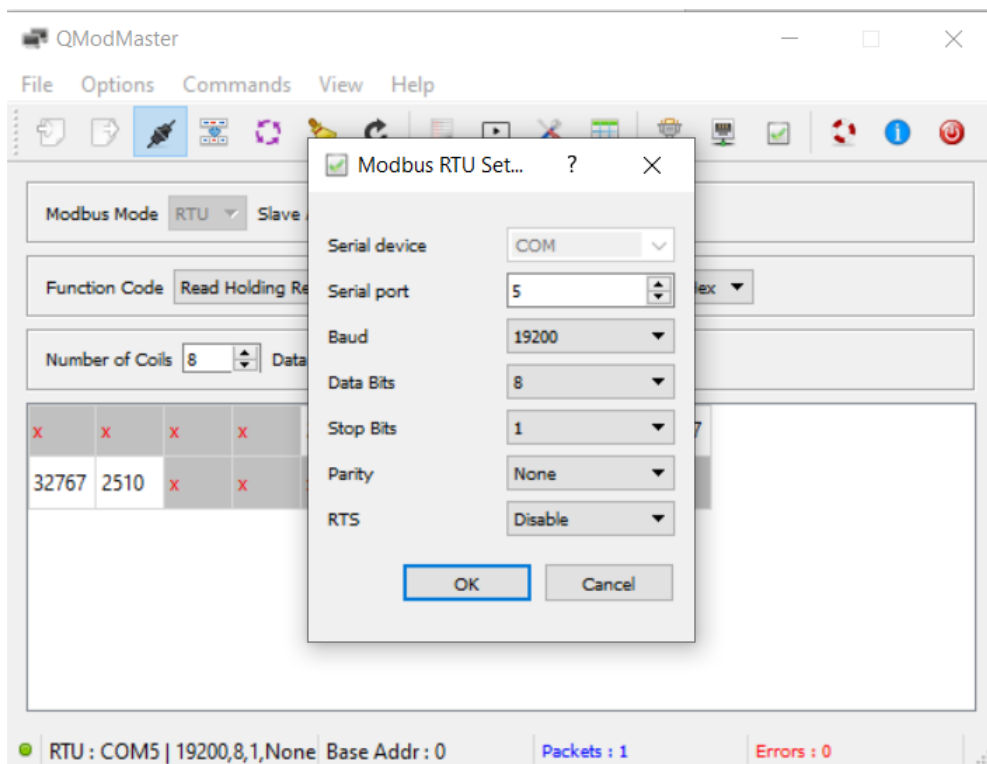 QModMaster
File Options Commands View Help
Modbus RTU Set... ?
Modbus Mode RTU Slave
Serial device COM
Function Code Read Holding Re
Serial port 5
Baud 19200
Number of Coils 8 Data
Data Bits 8
x x x x
Stop Bits 1
7
32767 2510 x x
Parity None
RTS Disable
OK Cancel
RTU : COM5 | 19200,8,1,None Base Addr : 0 Packets : 1 Errors : 0